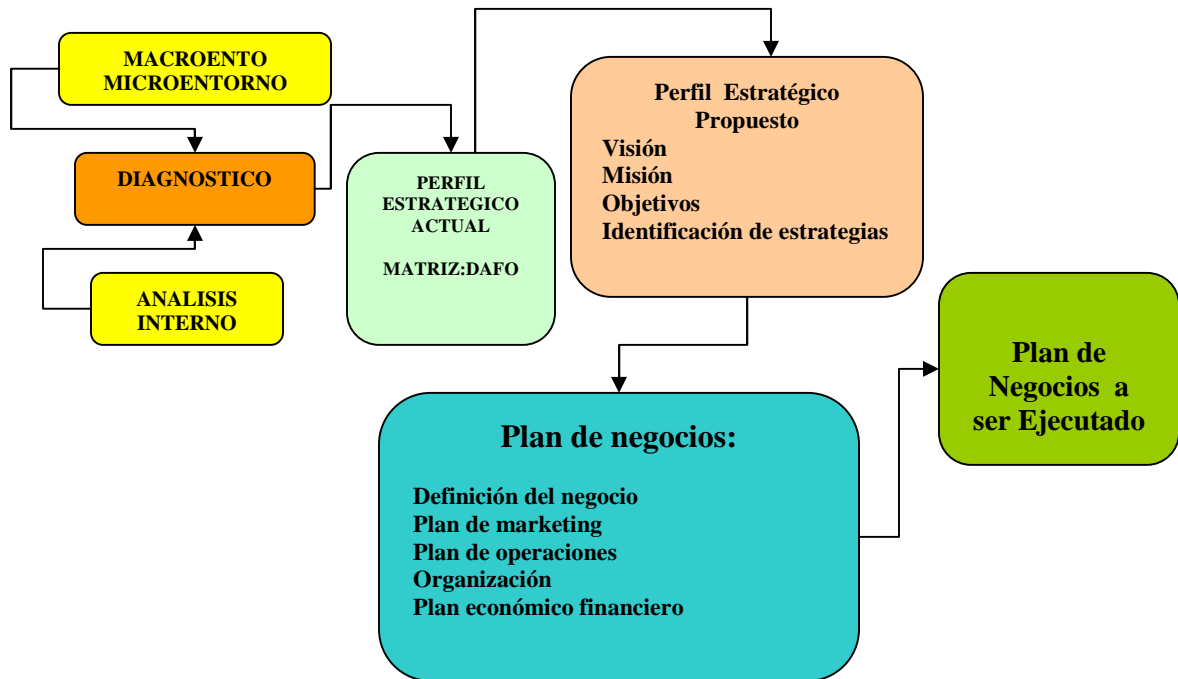 MACROENTO
MICROENTORNO
DIAGNOSTICO
ANALISIS
INTERNO
PERFIL
ESTRATEGICO
ACTUAL
MATRIZ:DAFO
Perfil Estratégico
Propuesto
Visión
Misión
Objetivos
Identificación de estrategias
Plan de negocios:
Definición del negocio
Plan de marketing
Plan de operaciones
Organización
Plan económico financiero
Plan de
Negocios a
ser Ejecutado